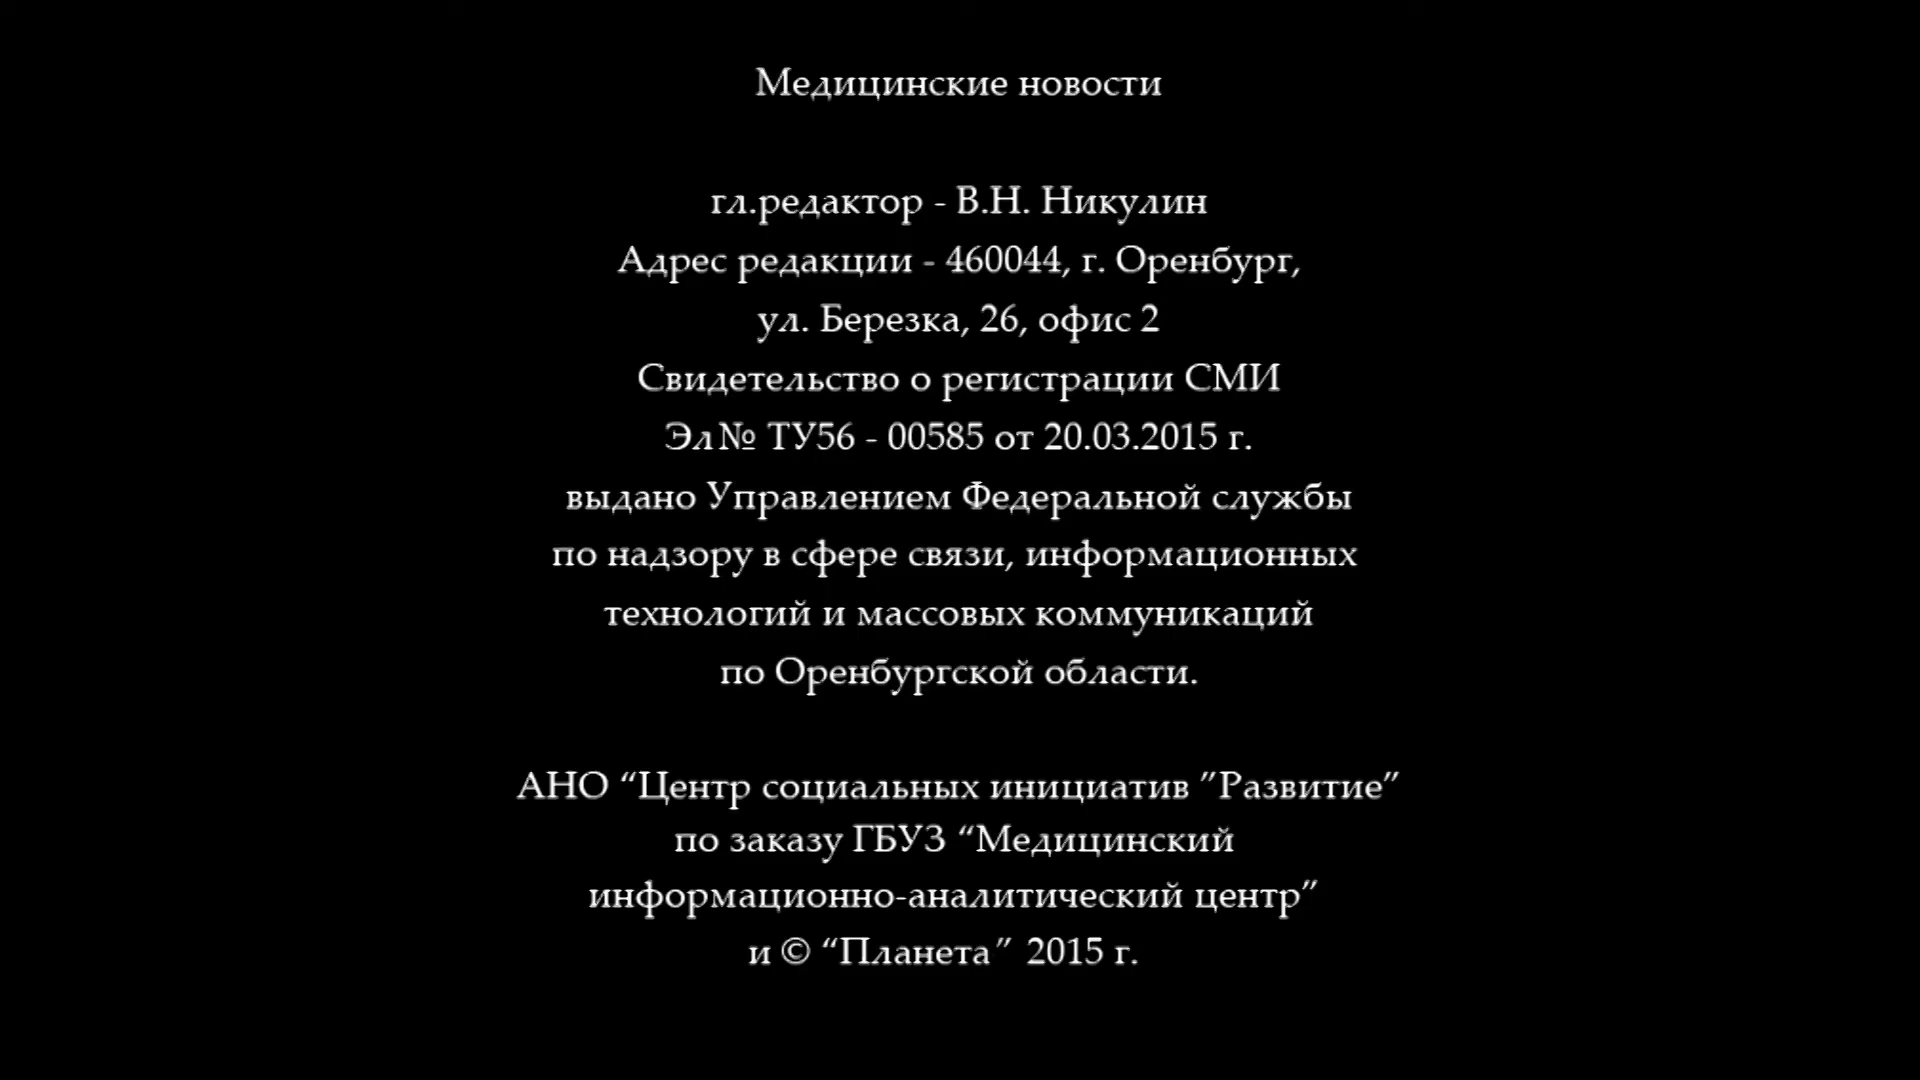 Медицинские новости
гл.редактор - В.Н. Никулин
Адрес редакции - 460044, г. Оренбург,
ул. Березка, 26, офис 2
Свидетельство о регистрации СМИ
Эл№ ТУ56 - 00585 от 20.03.2015 г.
выдано Управлением Федеральной службы
по надзору в сфере связи, информационных
технологий и массовых коммуникаций
по Оренбургской области.
АНО “Центр социальных инициатив ”Развитие”
по заказу ГБУЗ “Медицинский
информационно-аналитический центр”
и © “Планета” 2015 г.